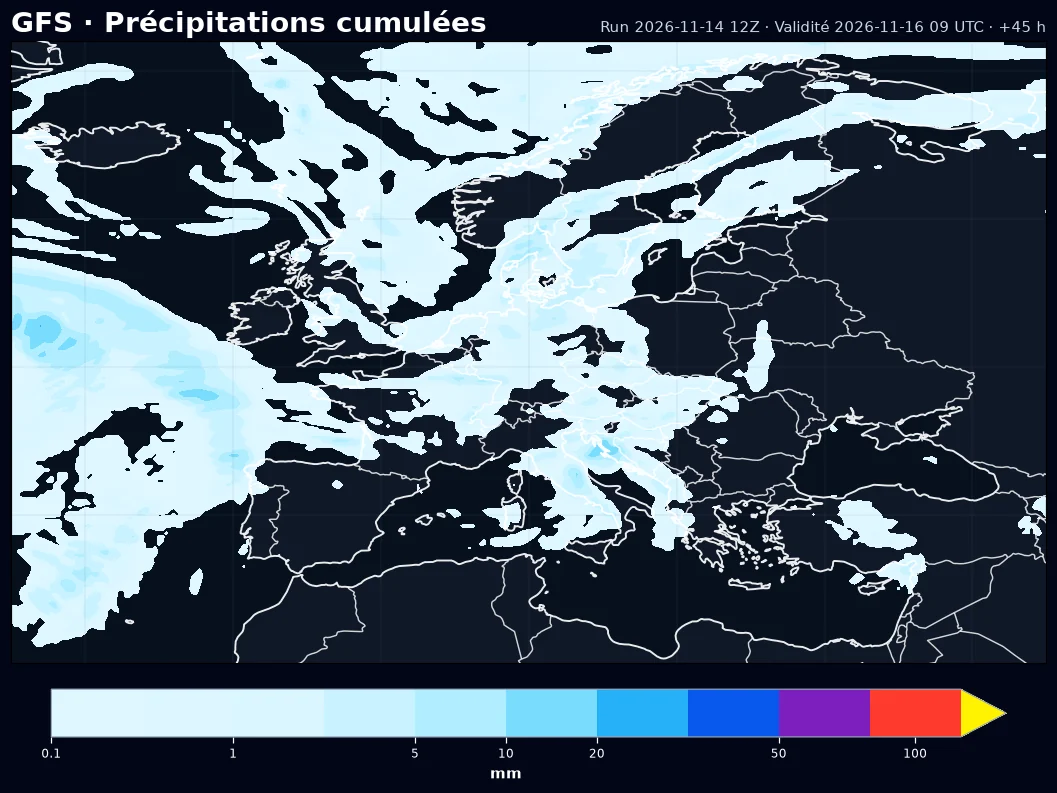 GFS · Précipitations cumulées
Run 2026-11-14 12Z · Validité 2026-11-16 09 UTC · +45 h
0.1 1 5 10 20 50 100
mm